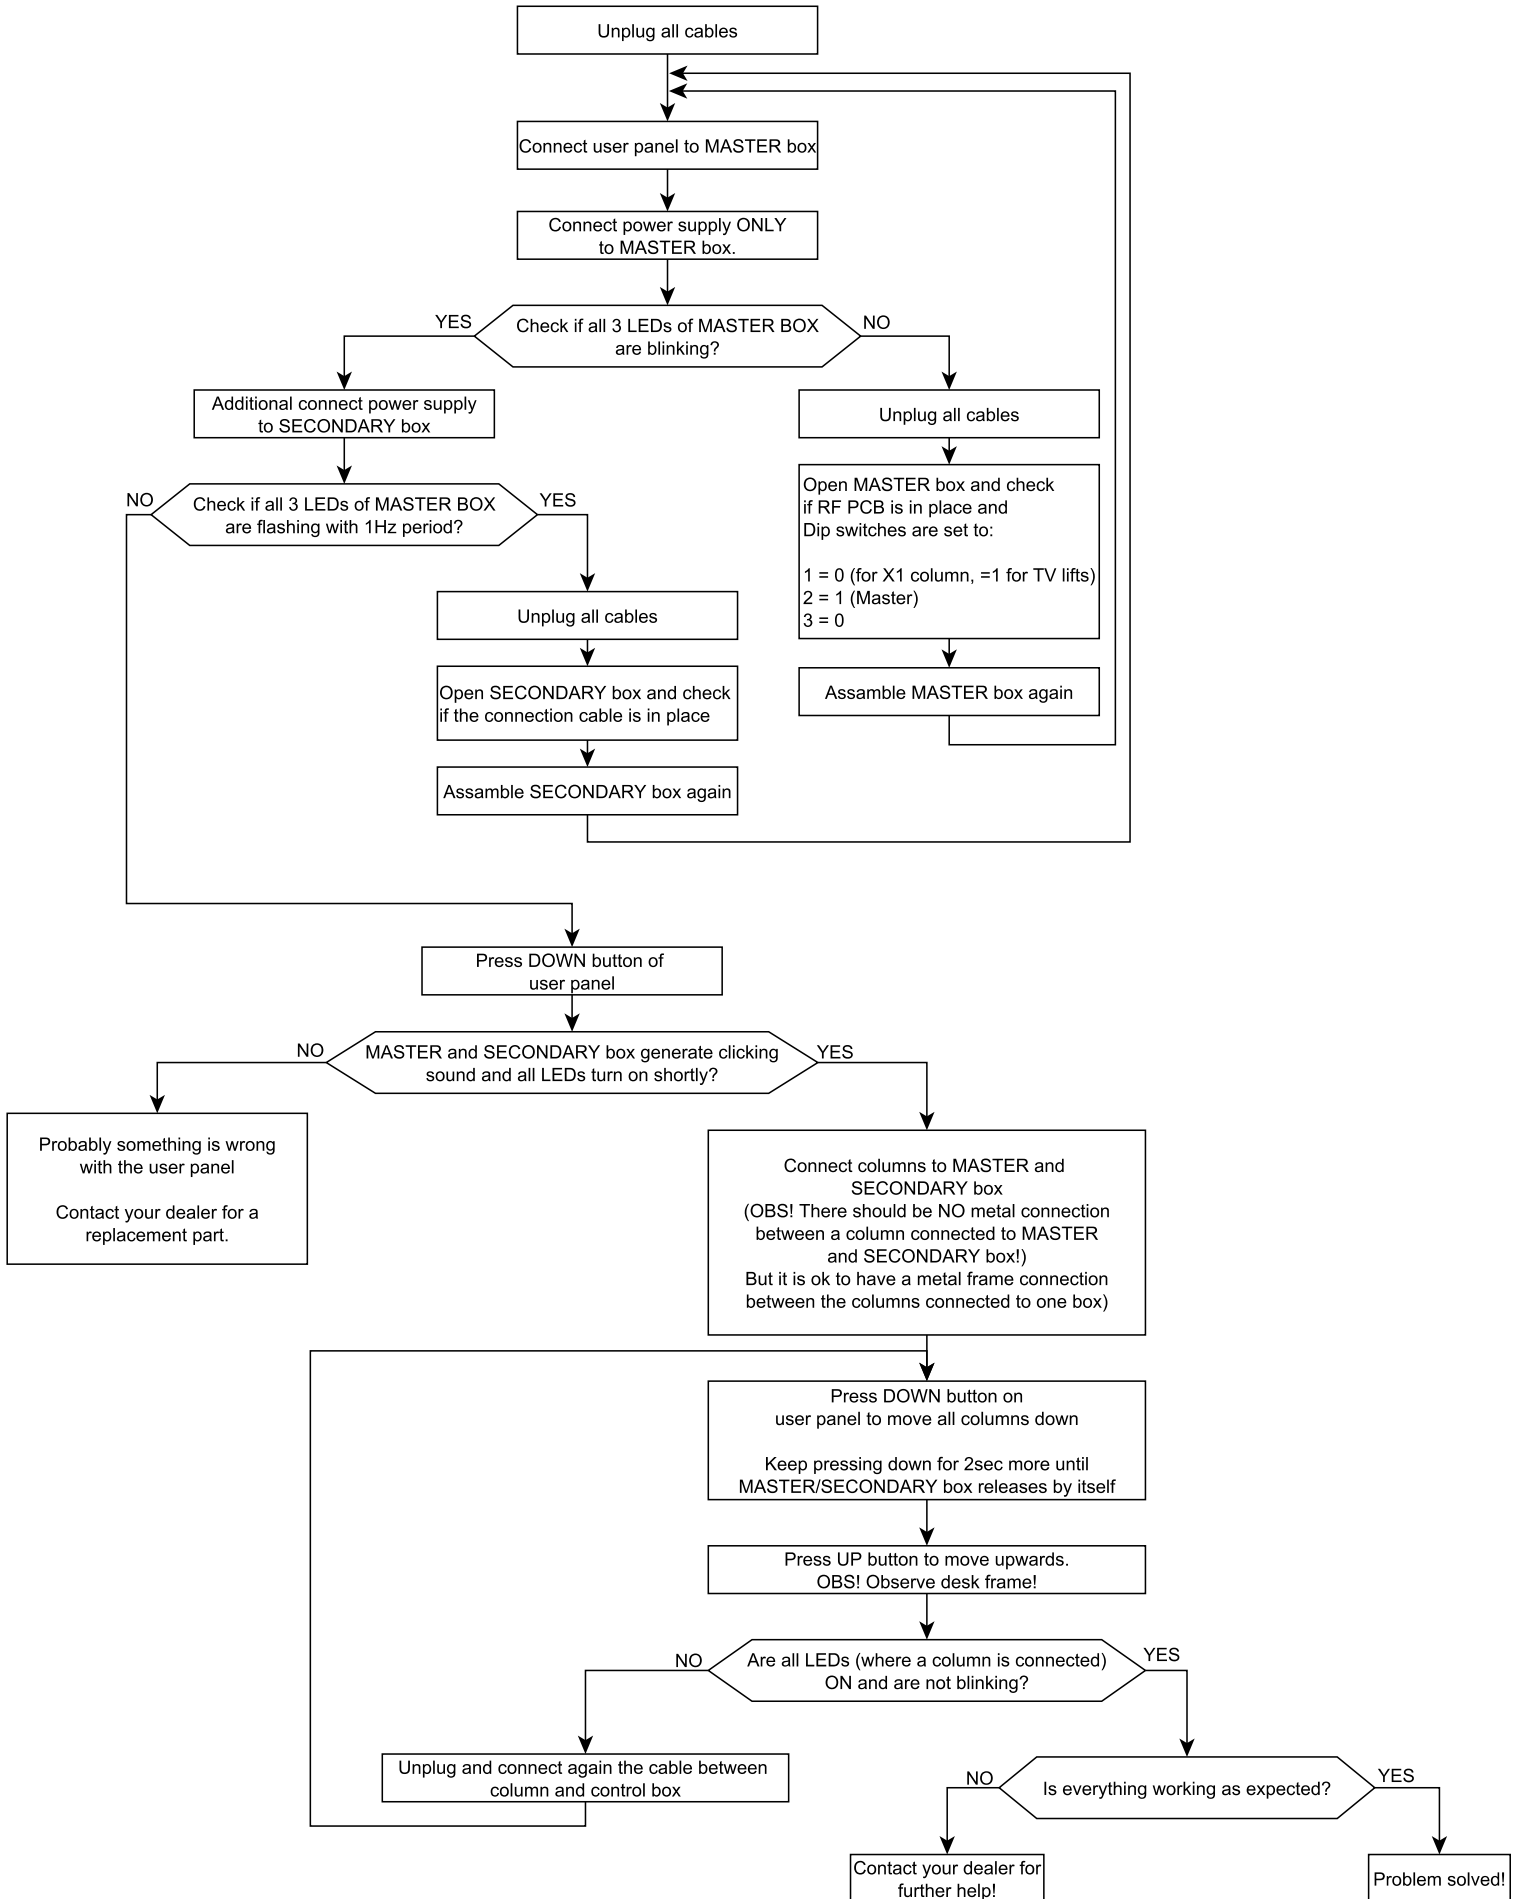 Unplug all cables
Connect user panel to MASTER box
Connect power supply ONLY
to MASTER box.
YES
Check if all 3 LEDs of MASTER BOX
are blinking?
NO
Additional connect power supply
to SECONDARY box
Unplug all cables
NO
Check if all 3 LEDs of MASTER BOX
are flashing with 1Hz period?
YES
Open MASTER box and check
if RF PCB is in place and
Dip switches are set to:
1 = 0 (for X1 column, =1 for TV lifts)
2 = 1 (Master)
3 = 0
Unplug all cables
Open SECONDARY box and check
if the connection cable is in place
Assamble MASTER box again
Assamble SECONDARY box again
Press DOWN button of
user panel
NO
MASTER and SECONDARY box generate clicking
sound and all LEDs turn on shortly?
YES
Probably something is wrong
with the user panel
Contact your dealer for a
replacement part.
Connect columns to MASTER and
SECONDARY box
(OBS! There should be NO metal connection
between a column connected to MASTER
and SECONDARY box!)
But it is ok to have a metal frame connection
between the columns connected to one box)
Press DOWN button on
user panel to move all columns down
Keep pressing down for 2sec more until
MASTER/SECONDARY box releases by itself
Press UP button to move upwards.
OBS! Observe desk frame!
NO
Are all LEDs (where a column is connected)
ON and are not blinking?
YES
Unplug and connect again the cable between
column and control box
NO
Is everything working as expected?
YES
Contact your dealer for
further help!
Problem solved!